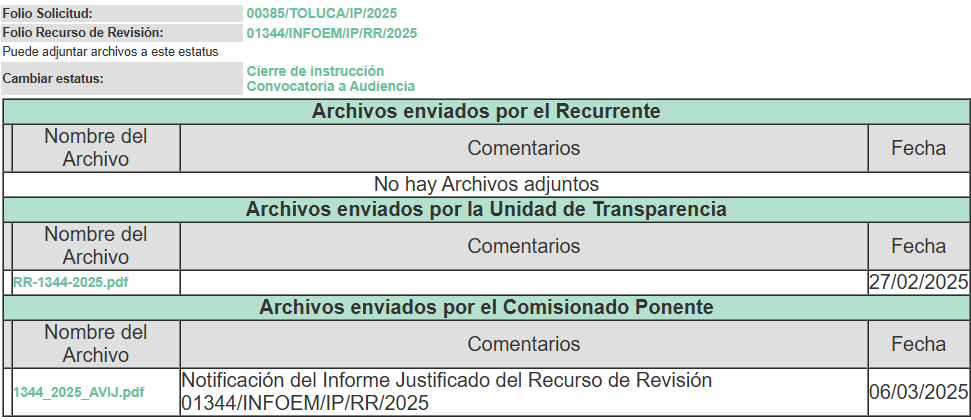 Folio Solicitud: 00385/TOLUCA/IP/2025
Folio Recurso de Revisión: 01344/INFOEM/IP/RR/2025
Puede adjuntar archivos a este estatus
Cambiar estatus: Cierre de instrucción
Convocatoria a Audiencia
Archivos enviados por el Recurrente
Nombre del
Archivo
Comentarios
Fecha
No hay Archivos adjuntos
Archivos enviados por la Unidad de Transparencia
Nombre del
Archivo
Comentarios
Fecha
RR-1344-2025.pdf 27/02/2025
Archivos enviados por el Comisionado Ponente
Nombre del
Archivo
Comentarios
Fecha
1344_2025_AVIJ.pdf
Notificación del Informe Justificado del Recurso de Revisión
01344/INFOEM/IP/RR/2025
06/03/2025